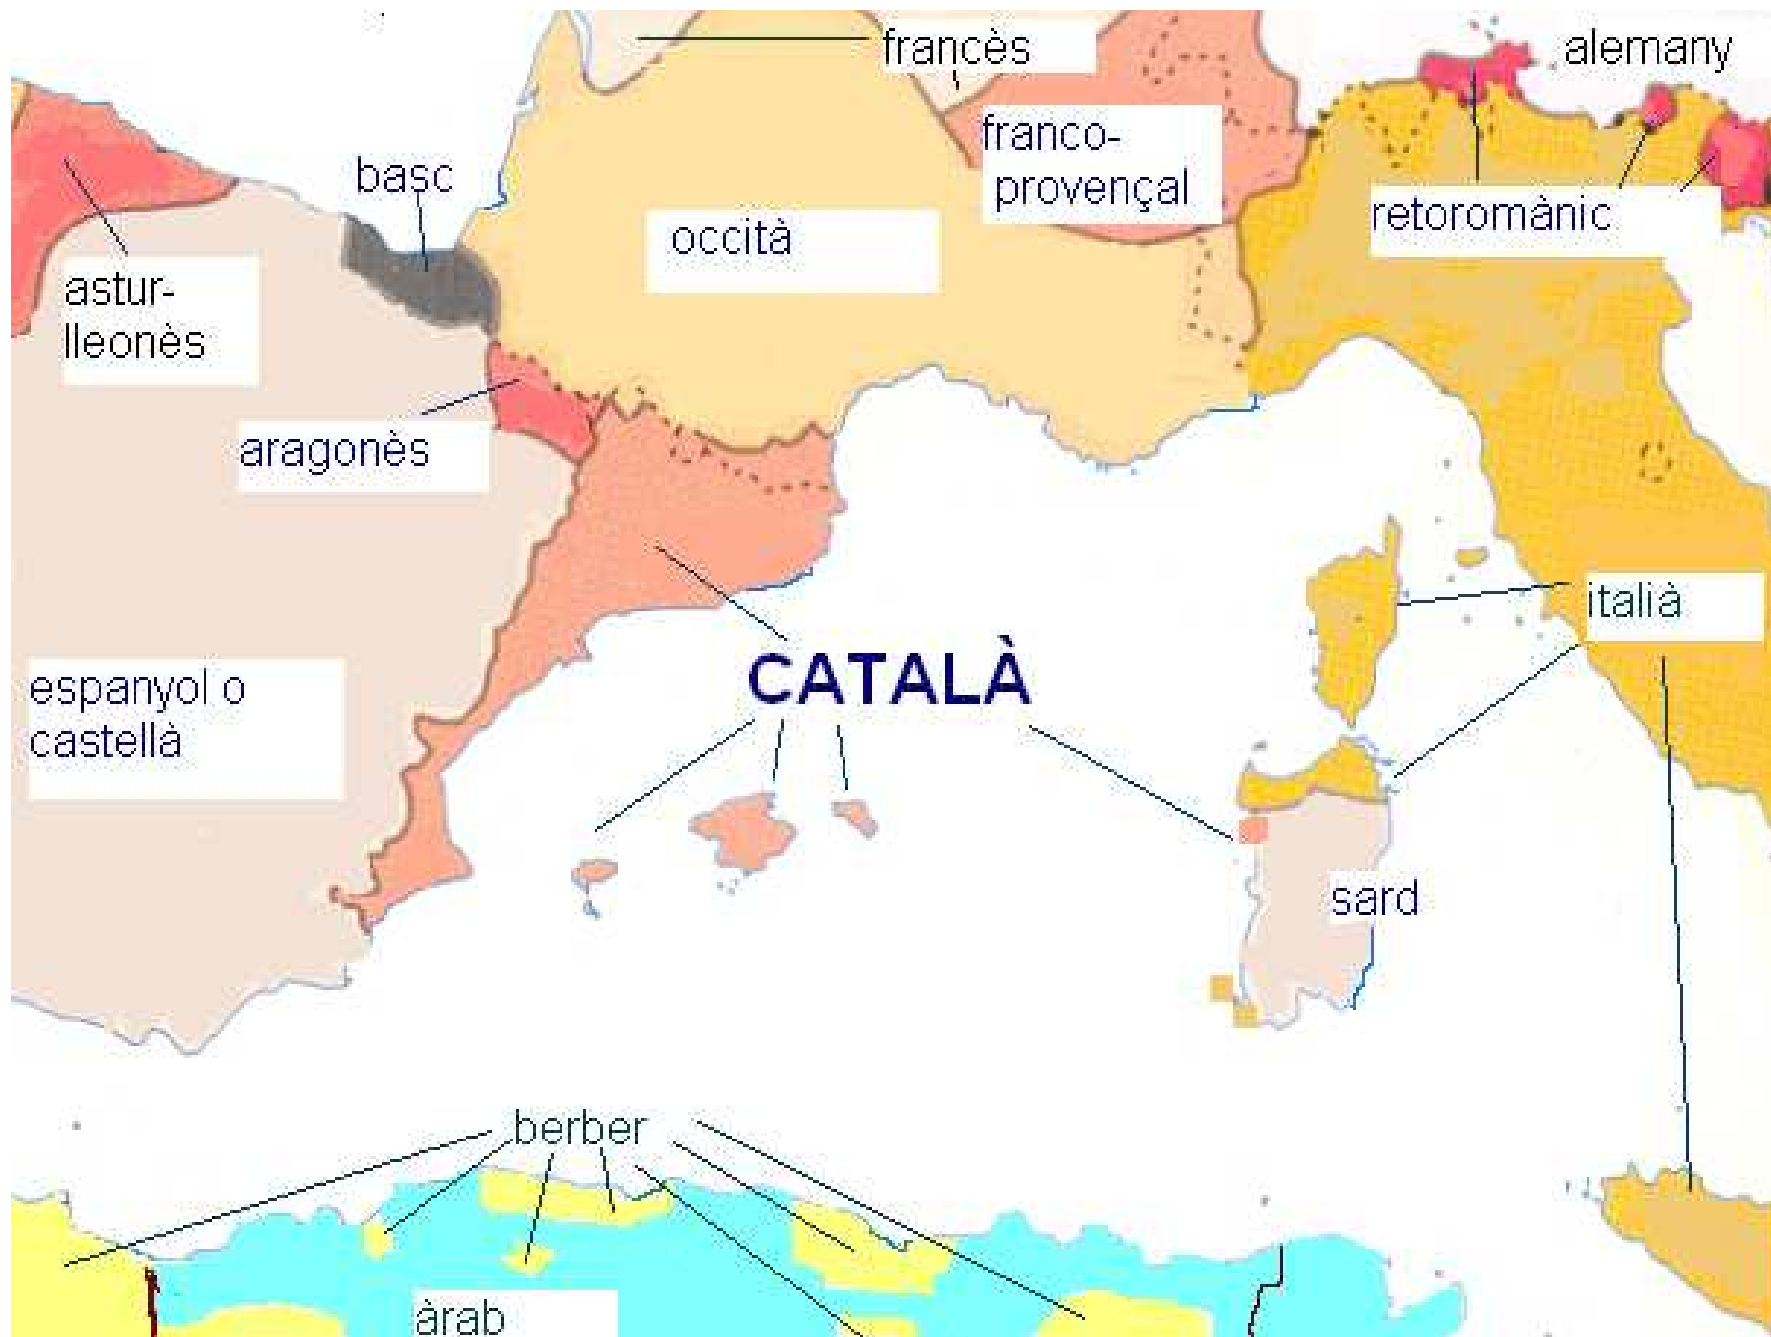 francès
alemany
franco-
provençal
basc
retoromànic
occità
astur-
lleonès
aragonès
italià
CATALÀ
espanyol o
castellà
sard
berber
àrab